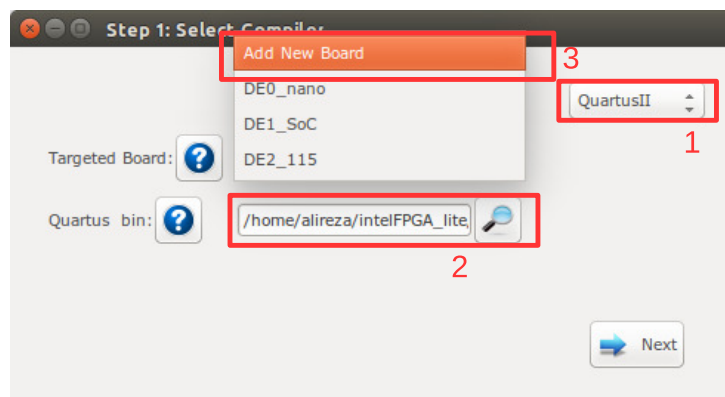 Step 1: Select Compiler
Add New Board
3
DE0_nano
QuartusII
DE1_SoC
1
Targeted Board:
DE2_115
Quartus bin:
/home/alireza/intelFPGA_lite
2
Next